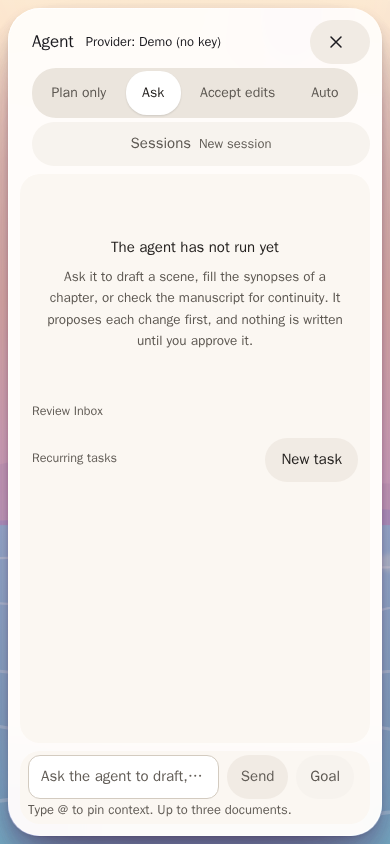 Agent Provider: Demo (no key)
Plan only Ask Accept edits Auto
Sessions New session
The agent has not run yet
Ask it to draft a scene, fill the synopses of a
chapter, or check the manuscript for continuity. It
proposes each change first, and nothing is written
until you approve it.
Review Inbox
Recurring tasks New task
Ask the agent to draft,··· Send Goal
Type @ to pin context. Up to three documents.